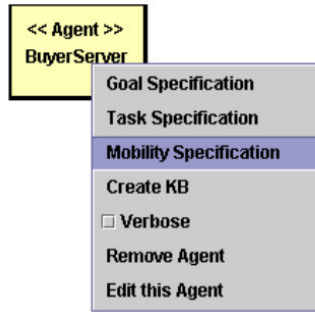 << Agent >>
BuyerServer
Goal Specification
Task Specification
Mobility Specification
Create KB
Verbose
Remove Agent
Edit this Agent